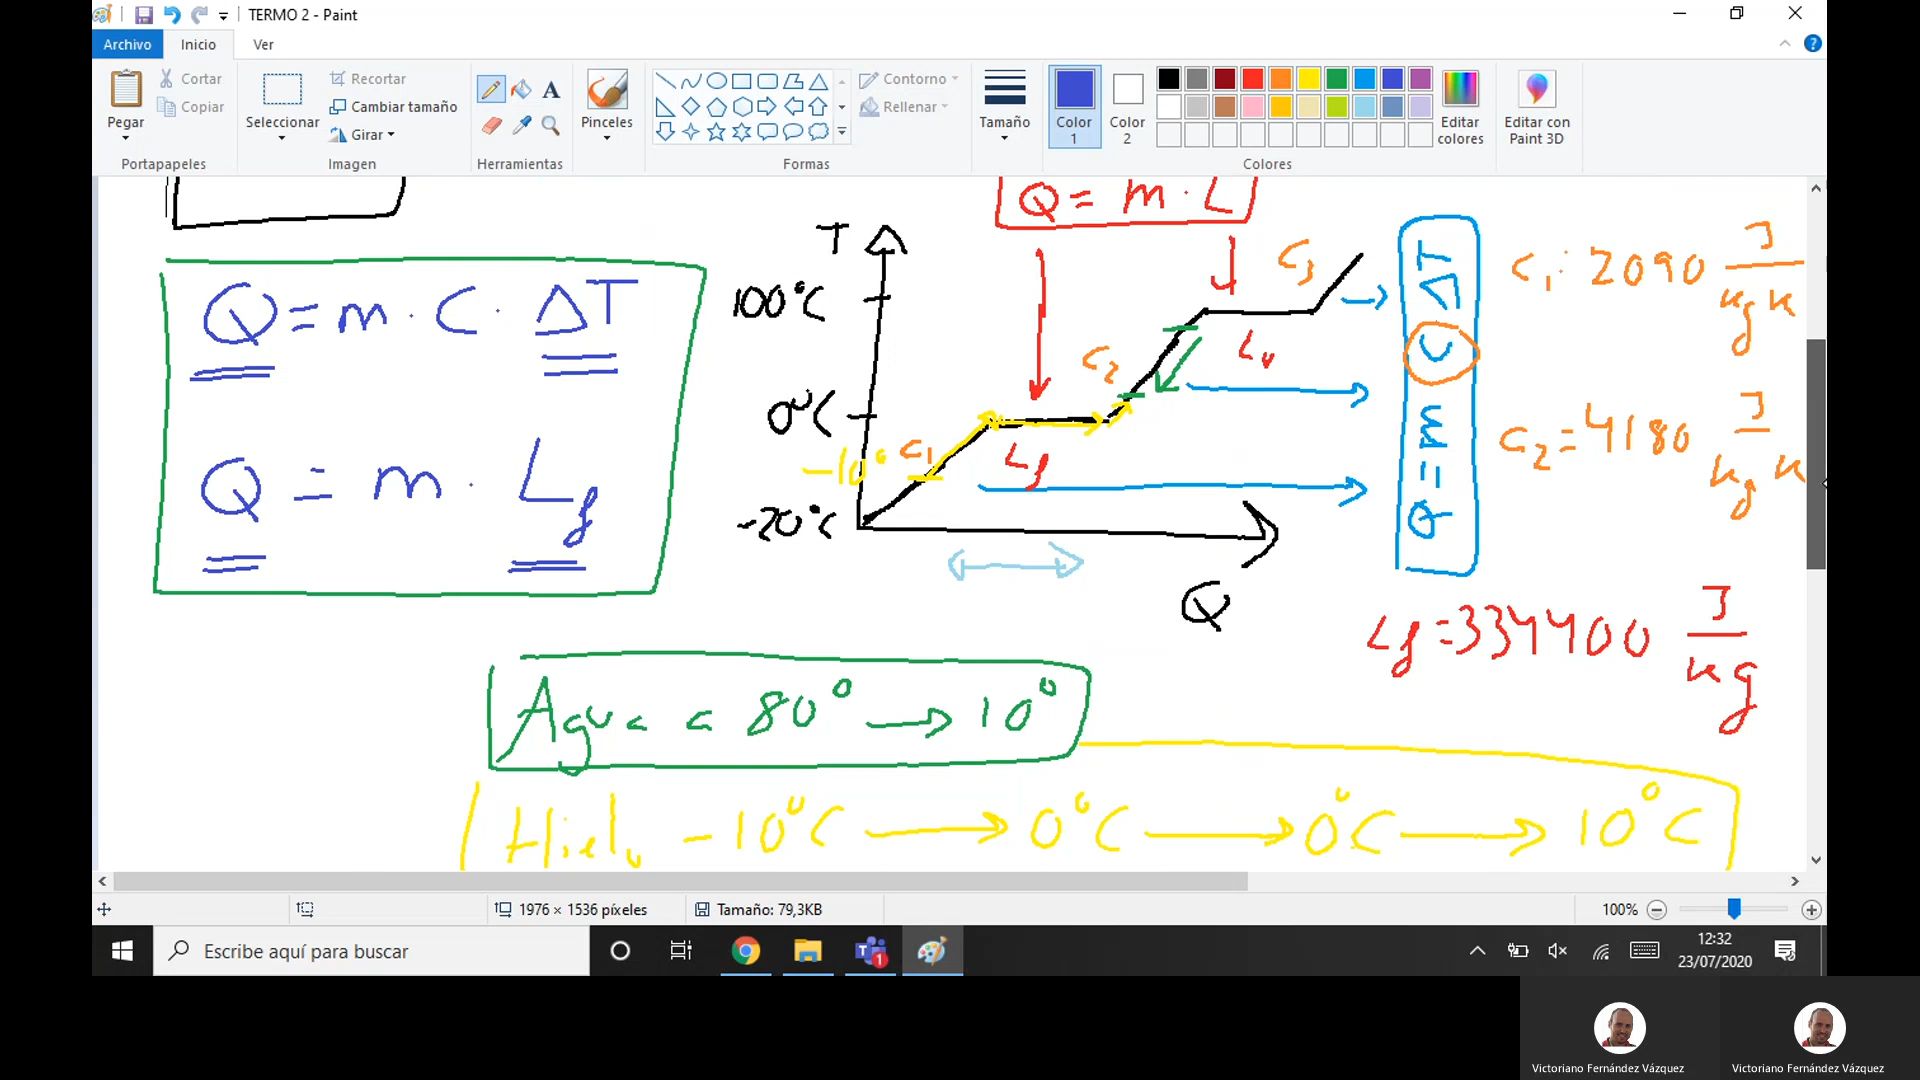 TERMO 2 - Paint
Archivo
Inicio
Ver
Pegar
Cortar
Copiar
Portapapeles
Seleccionar
Recortar
Cambiar tamaño
Girar
Imagen
A
Herramientas
Pinceles
Formas
Contorno
Rellenar
Tamaño
Color 1
Color 2
Colores
Editar colores
Editar con Paint 3D
Q = m · L
Q = m · C · ΔT
Q = m · Lf
T
100°C
0°C
-10°
-20°C
C1
Lf
C2
Lv
C3
Q
Q = m C ΔT
C1: 2090 J/kg K
C2 = 4180 J/kg K
Lf = 334400 J/kg
Agua a 80° → 10°
Hielo -10°C → 0°C → 0°C → 10°C
1976 × 1536 píxeles
Tamaño: 79,3KB
100%
Escribe aquí para buscar
12:32
23/07/2020
Victoriano Fernández Vázquez
Victoriano Fernández Vázquez